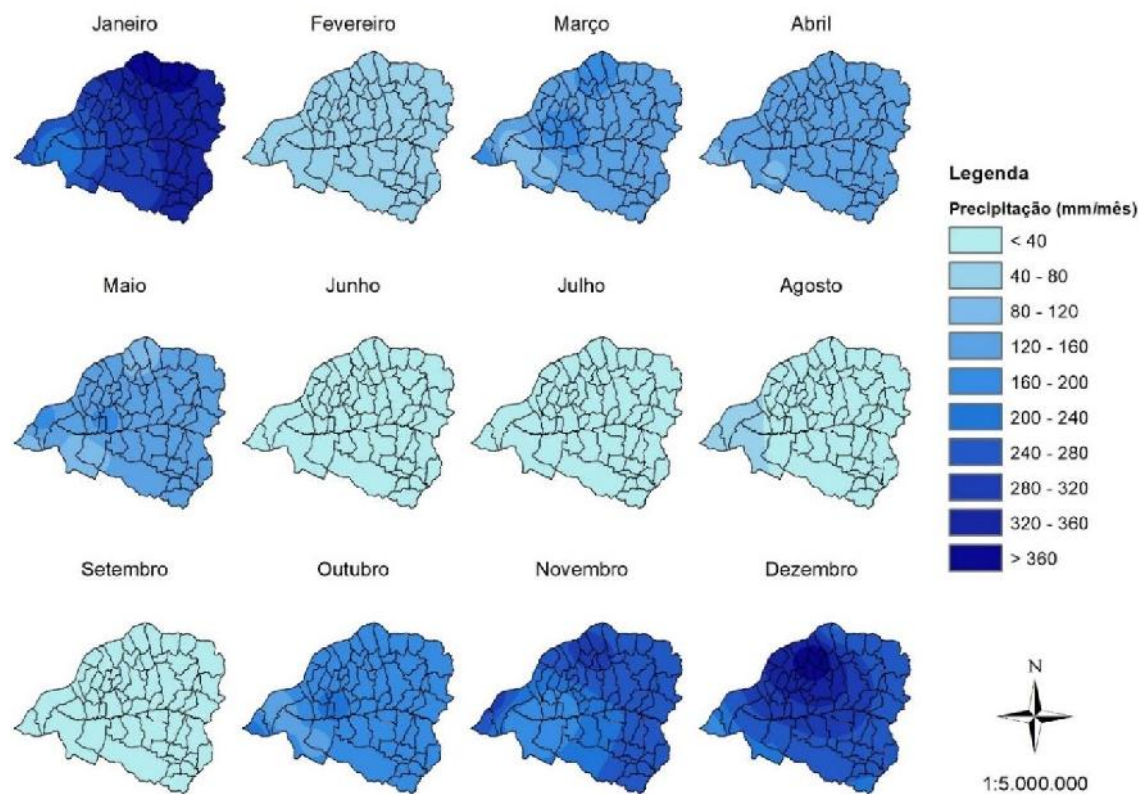 Janeiro
Fevereiro
Março
Abril
Maio
Junho
Julho
Agosto
Setembro
Outubro
Novembro
Dezembro
Legenda
Precipitação (mm/mês)
< 40
40 - 80
80 - 120
120 - 160
160 - 200
200 - 240
240 - 280
280 - 320
320 - 360
> 360
N
1:5.000.000